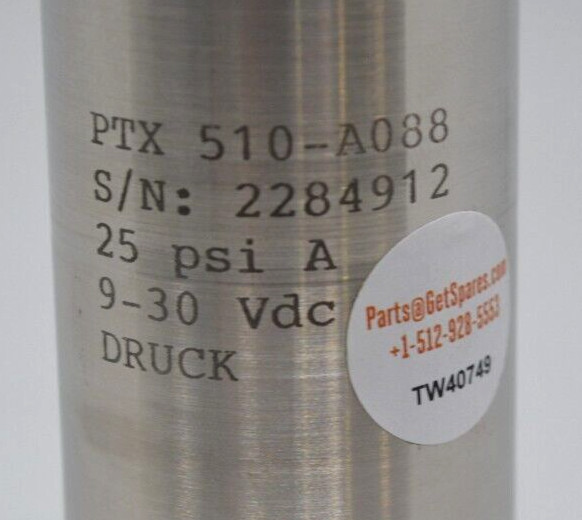 PTX 510-A088
S/N: 2284912
25 psi A
9-30 Vdc
DRUCK
Parts@GetSpares.com
+1-512-928-5553
TW40749